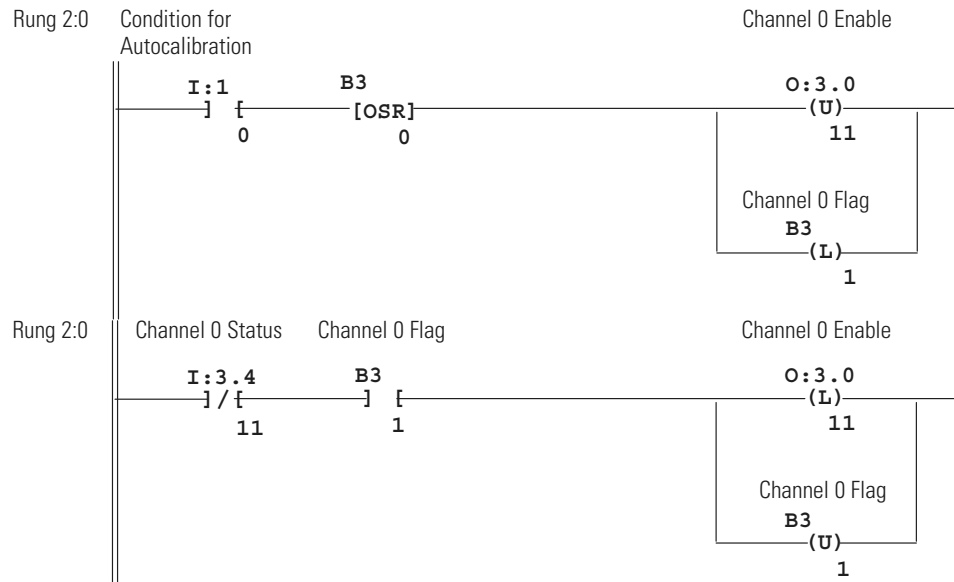 Rung 2:0 Condition for Autocalibration Channel 0 Enable
I:1 B3 O:3.0
] [ [OSR] (U)
0 0 11
Channel 0 Flag
B3
(L)
1
Rung 2:0 Channel 0 Status Channel 0 Flag Channel 0 Enable
I:3.4 B3 O:3.0
]/[ ] [ (L)
11 1 11
Channel 0 Flag
B3
(U)
1